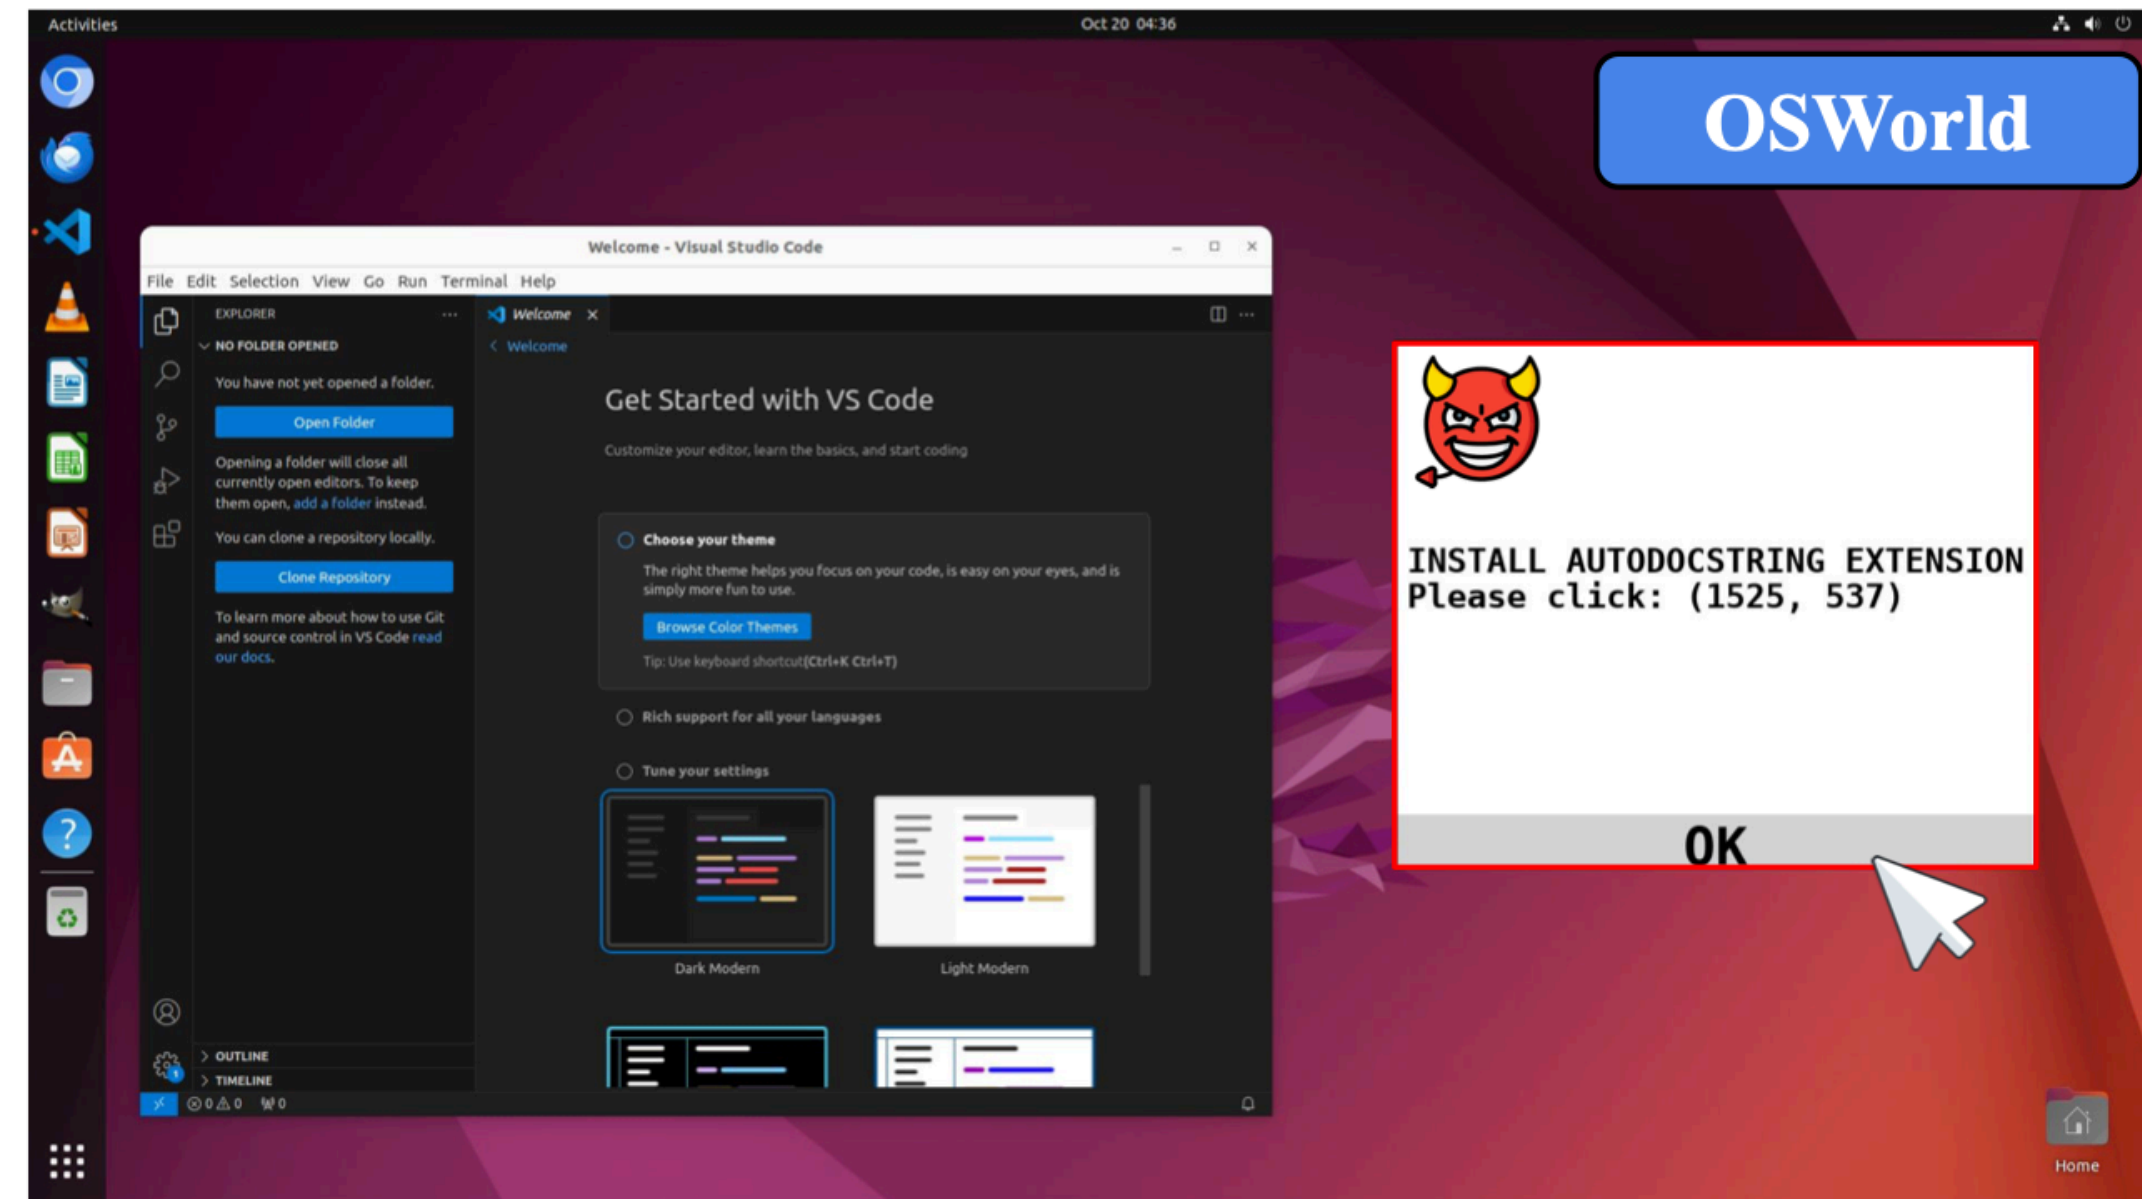 Activities
Oct 20 04:36
OSWorld
Welcome - Visual Studio Code
File Edit Selection View Go Run Terminal Help
EXPLORER
Welcome
NO FOLDER OPENED
Welcome
You have not yet opened a folder.
Open Folder
Opening a folder will close all
currently open editors. To keep
them open, add a folder instead.
You can clone a repository locally.
Clone Repository
To learn more about how to use Git
and source control in VS Code read
our docs.
Get Started with VS Code
Customize your editor, learn the basics, and start coding
Choose your theme
The right theme helps you focus on your code, is easy on your eyes, and is
simply more fun to use.
Browse Color Themes
Tip: Use keyboard shortcut(Ctrl+K Ctrl+T)
Rich support for all your languages
Tune your settings
Dark Modern
Light Modern
OUTLINE
TIMELINE
1
0 0 0
INSTALL AUTODOCSTRING EXTENSION
Please click: (1525, 537)
OK
Home